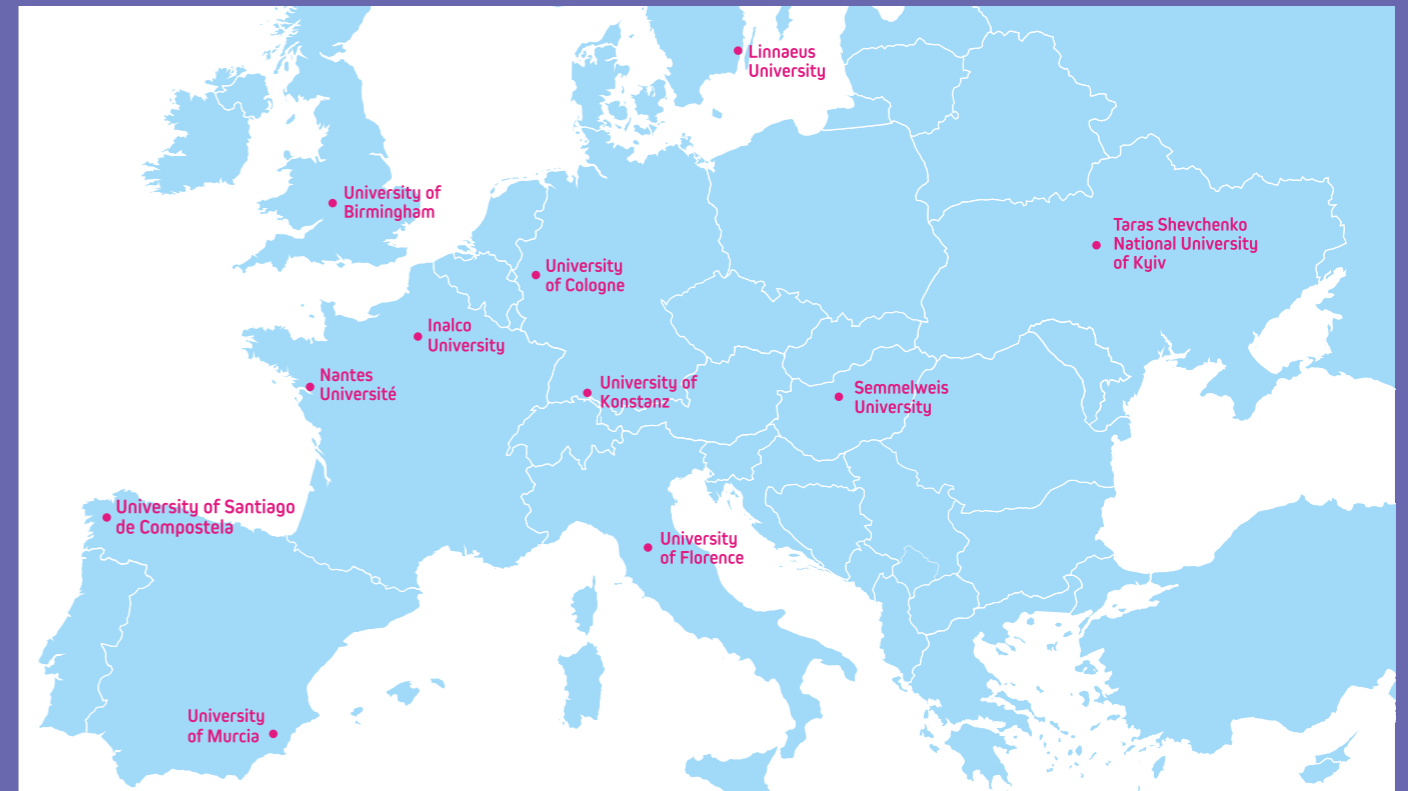 Linnaeus
University
University of
Birmingham
Taras Shevchenko
National University
of Kyiv
University
of Cologne
Inalco
University
Nantes
Université
University of
Konstanz
Semmelweis
University
University of Santiago
de Compostela
University
of Florence
University
of Murcia